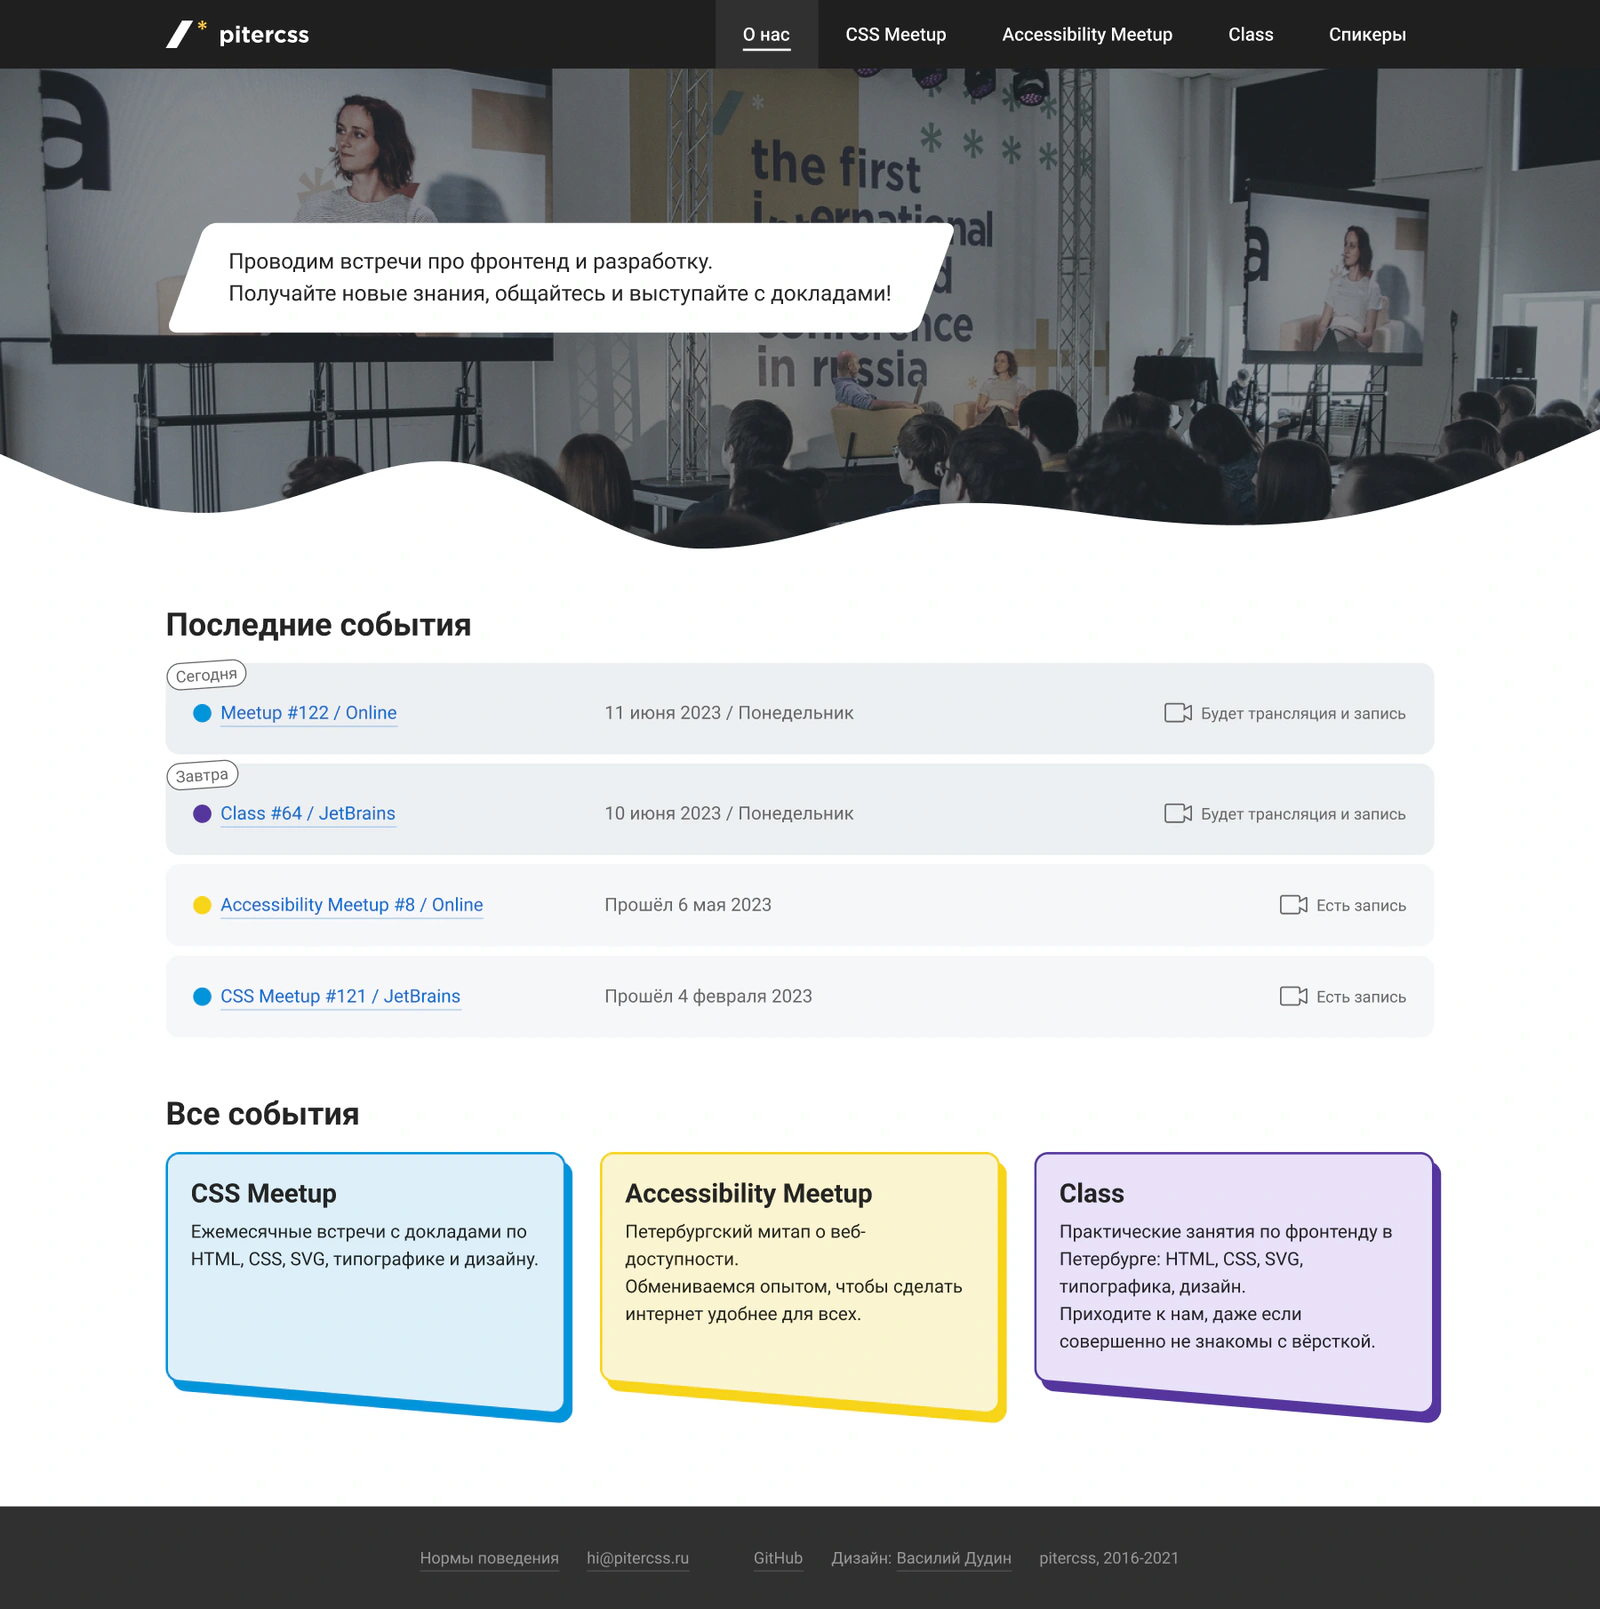 pitercss
О нас
CSS Meetup
Accessibility Meetup
Class
Спикеры
the first
in russia
Проводим встречи про фронтенд и разработку.
Получайте новые знания, общайтесь и выступайте с докладами!
Последние события
Сегодня
Meetup #122 / Online
11 июня 2023 / Понедельник
Будет трансляция и запись
Завтра
Class #64 / JetBrains
10 июня 2023 / Понедельник
Будет трансляция и запись
Accessibility Meetup #8 / Online
Прошёл 6 мая 2023
Есть запись
CSS Meetup #121 / JetBrains
Прошёл 4 февраля 2023
Есть запись
Все события
CSS Meetup
Ежемесячные встречи с докладами по
HTML, CSS, SVG, типографике и дизайну.
Accessibility Meetup
Петербургский митап о веб-
доступности.
Обмениваемся опытом, чтобы сделать
интернет удобнее для всех.
Class
Практические занятия по фронтенду в
Петербурге: HTML, CSS, SVG,
типографика, дизайн.
Приходите к нам, даже если
совершенно не знакомы с вёрсткой.
Нормы поведения
hi@pitercss.ru
GitHub
Дизайн: Василий Дудин
pitercss, 2016-2021